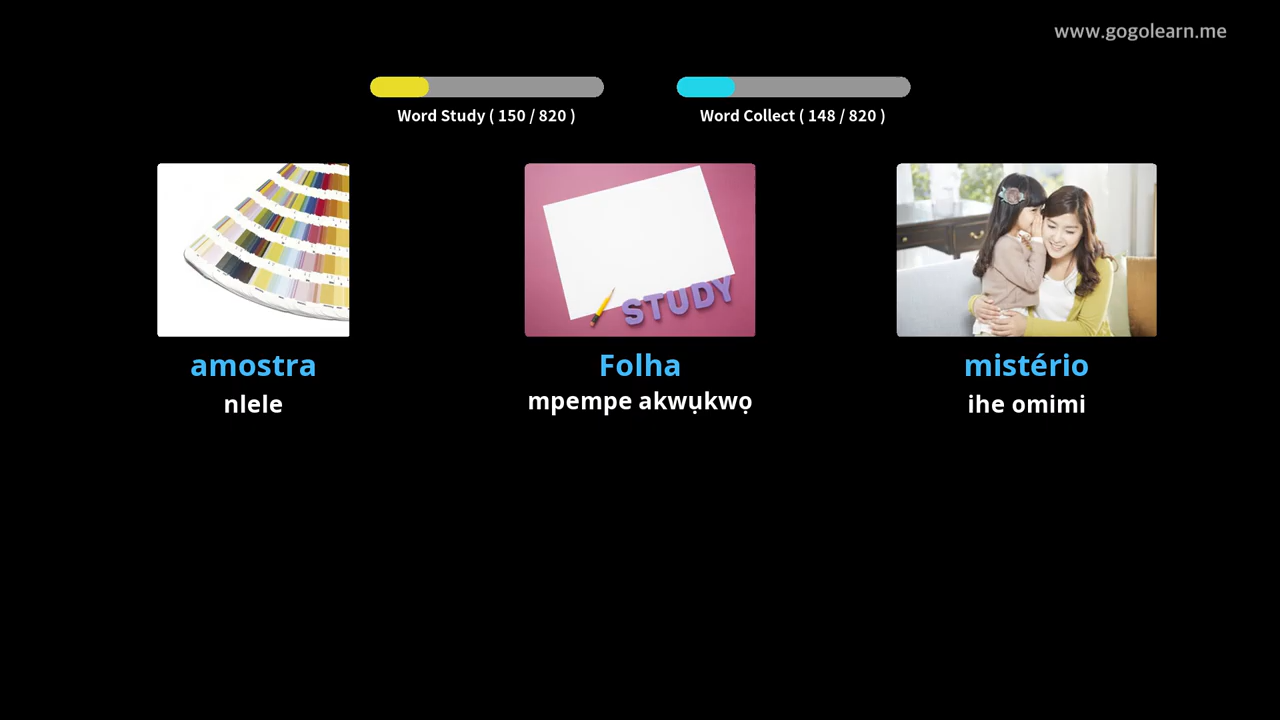 www.gogolearn.me
Word Study ( 150 / 820 )
Word Collect ( 148 / 820 )
STUDY
amostra
nlele
Folha
mpempe akwụkwọ
mistério
ihe omimi